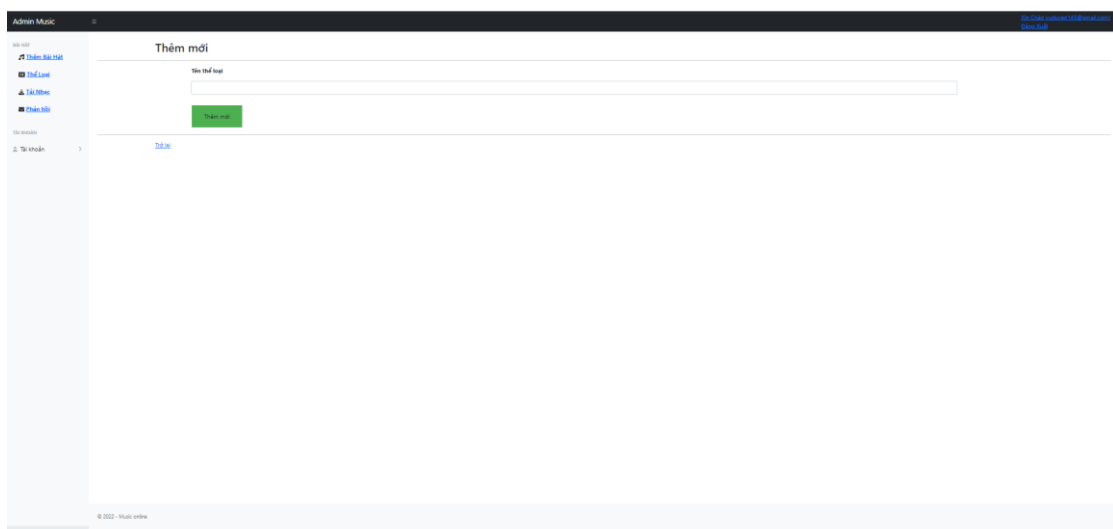 Admin Music
Đăng Xuất
BÀI HÁT
Thêm Bài Hát
Thể Loại
Tải Nhạc
Phản hồi
TÀI KHOẢN
Tài khoản
Thêm mới
Tên thể loại
Thêm mới
Trở lại
© 2022 - Music online